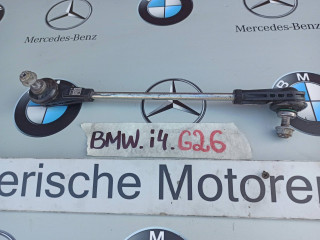 Mercedes-Benz
Mercedes-Benz
BMW. i4. G26
erische Motoren